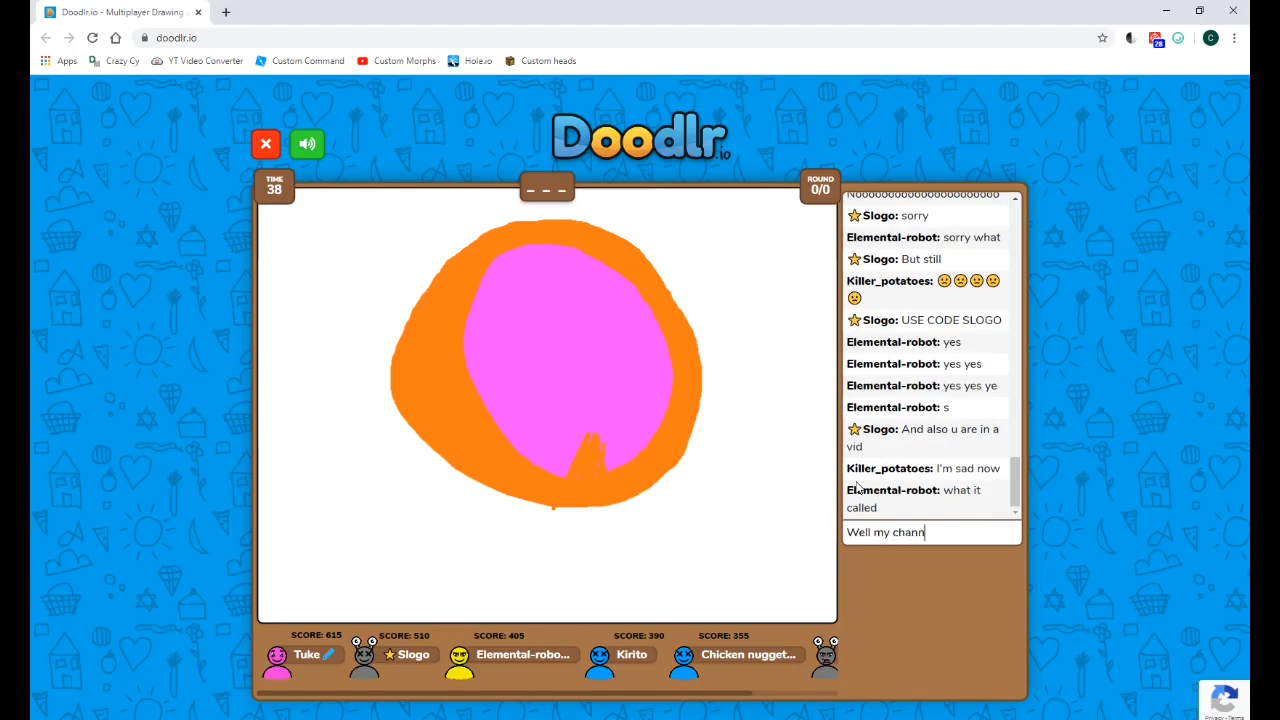 Doodlr.io - Multiplayer Drawing
doodlr.io
28
C
Apps
Crazy Cy
YT Video Converter
Custom Command
Custom Morphs
Hole.io
Custom heads
Doodlr.io
TIME
38
_ _ _
ROUND
0/0
Nooooooooooooooooooooo
Slogo: sorry
Elemental-robot: sorry what
Slogo: But still
Killer_potatoes:
Slogo: USE CODE SLOGO
Elemental-robot: yes
Elemental-robot: yes yes
Elemental-robot: yes yes ye
Elemental-robot: s
Slogo: And also u are in a
vid
Killer_potatoes: I'm sad now
Elemental-robot: what it
called
Well my chann
SCORE: 615
Tuke
SCORE: 510
Slogo
SCORE: 405
Elemental-robo...
SCORE: 390
Kirito
SCORE: 355
Chicken nugget...
Privacy - Terms